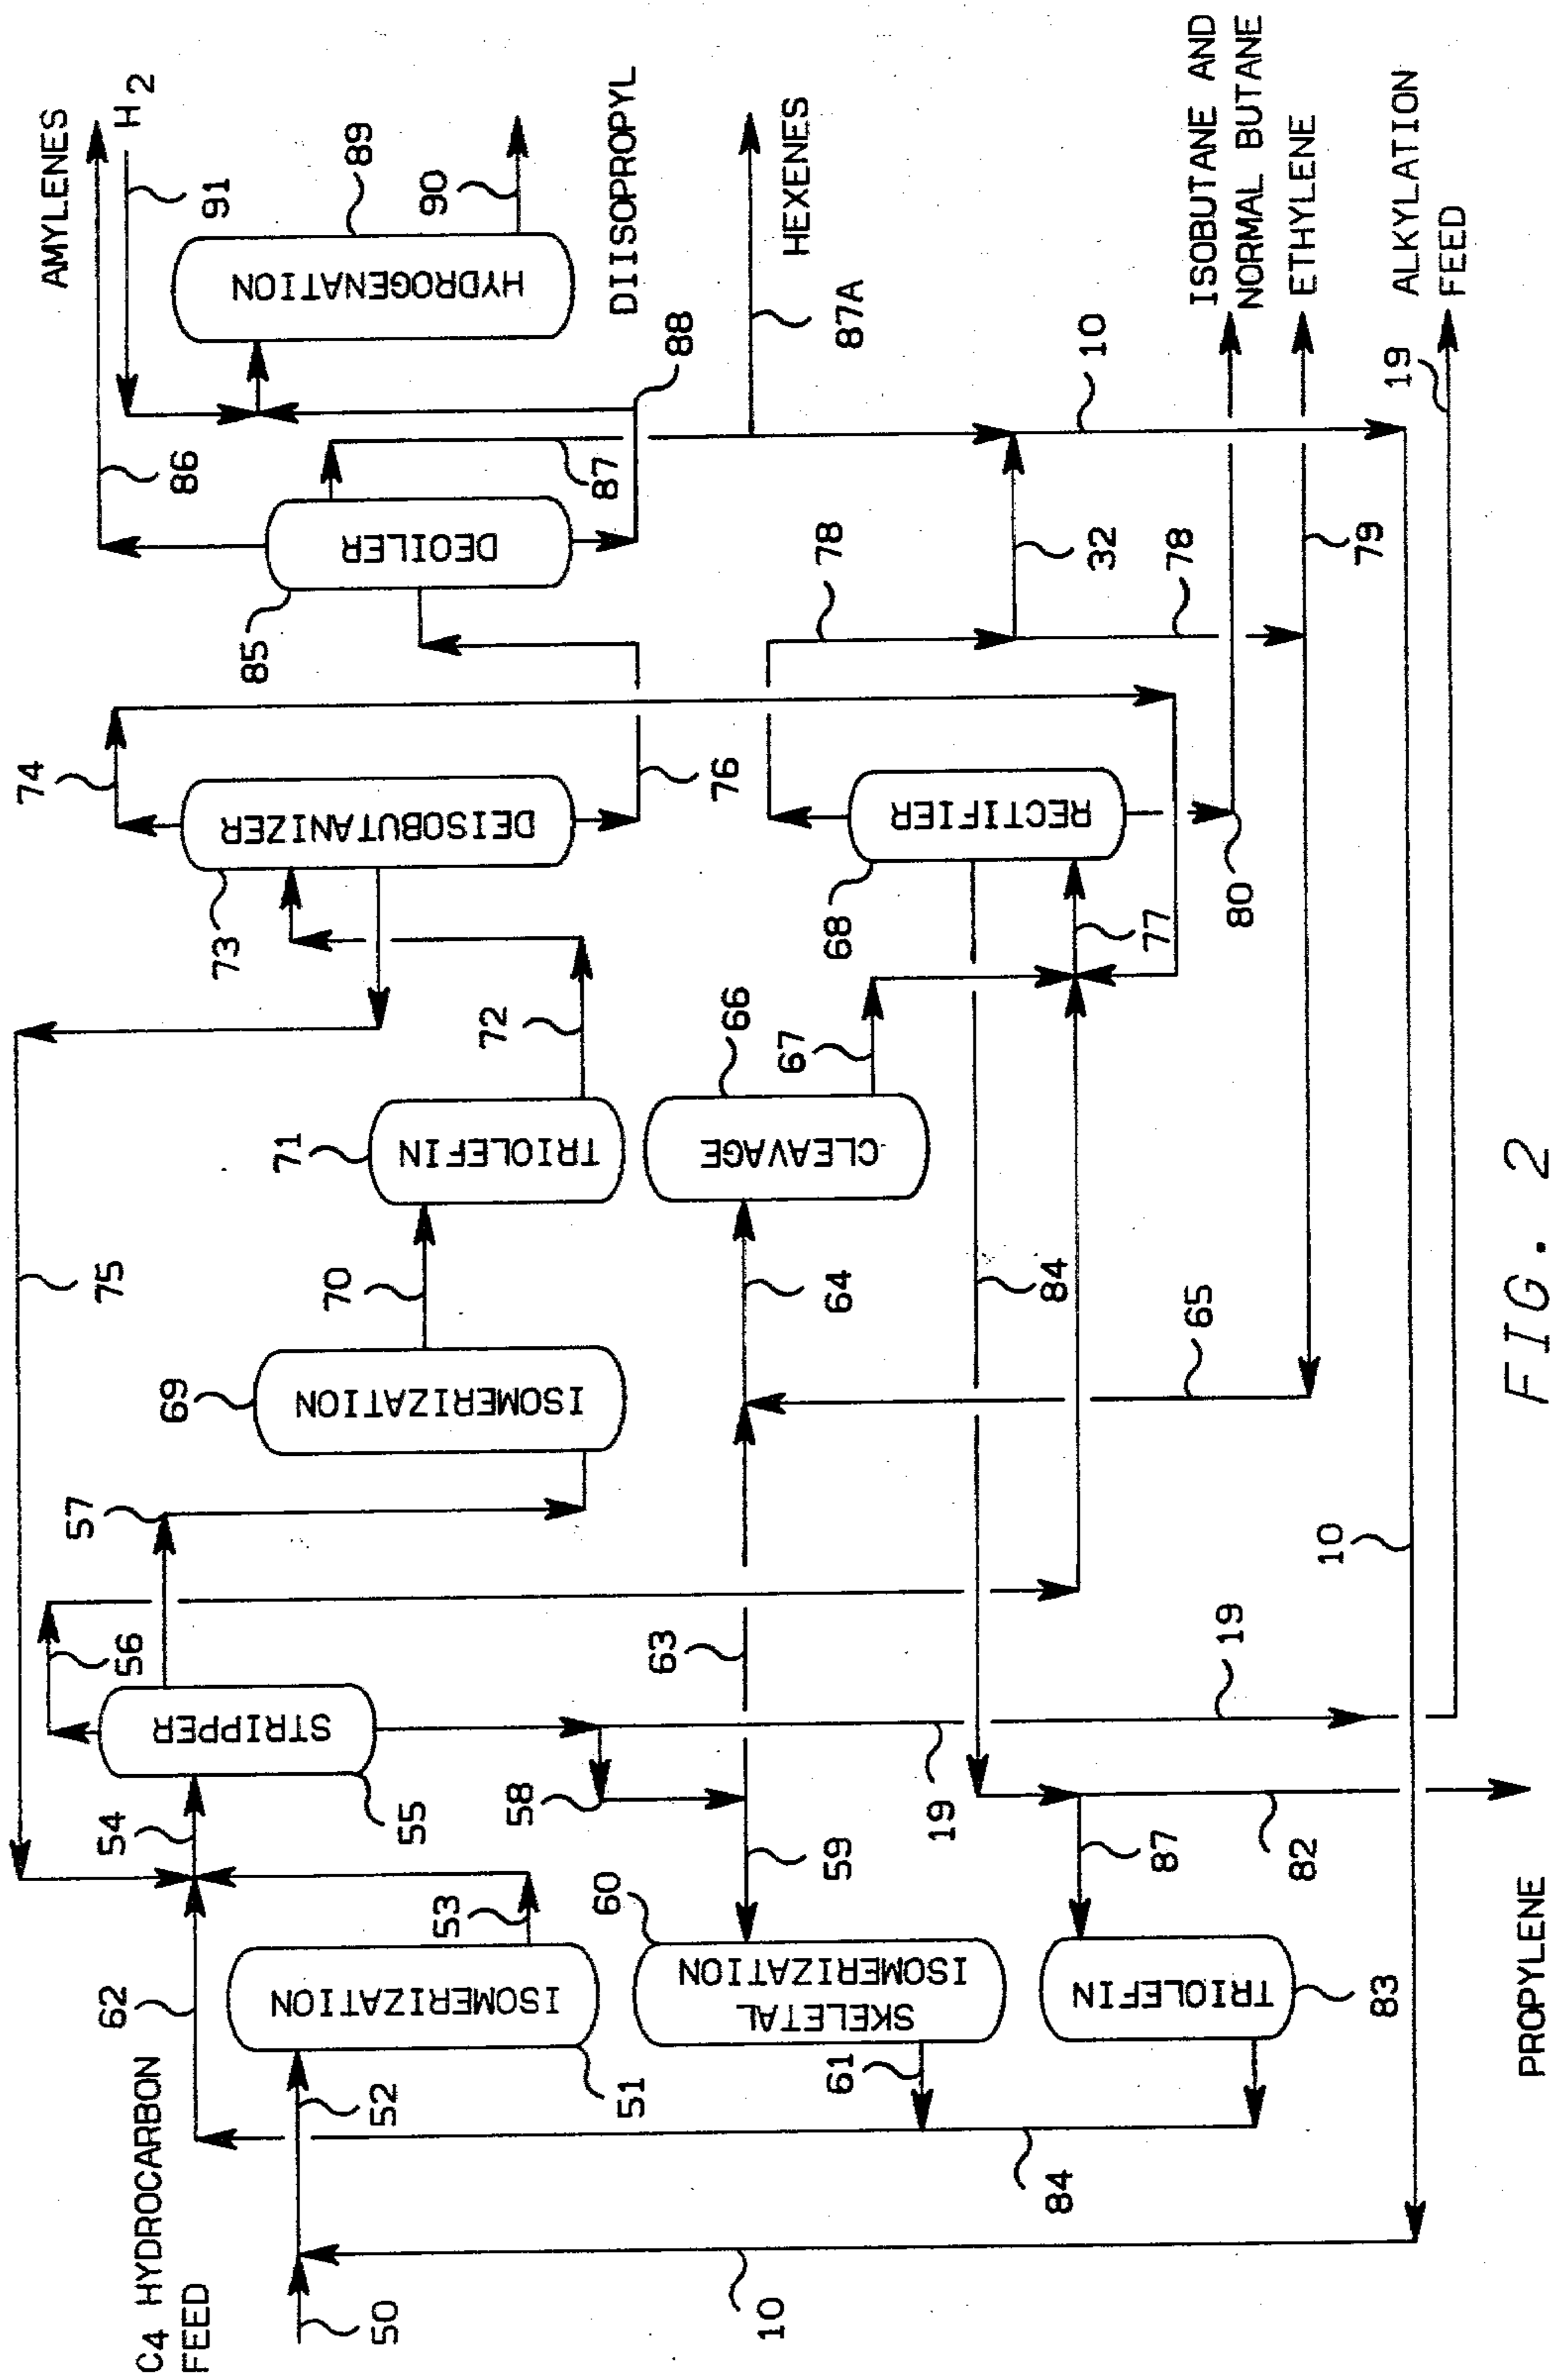 AMYLENES
H2
91
HYDROGENATION
89
90
DIISOPROPYL
86
87
88
DEOILER
85
HEXENES
87A
ISOBUTANE AND
NORMAL BUTANE
ETHYLENE
ALKYLATION
FEED
19
10
78
32
78
79
74
DEISOBUTANIZER
73
76
RECTIFIER
68
77
80
72
TRIOLEFIN
71
CLEAVAGE
66
67
75
70
64
84
65
ISOMERIZATION
69
57
10
56
63
19
STRIPPER
55
54
58
19
59
87
82
PROPYLENE
62
53
ISOMERIZATION
51
60
SKELETAL
ISOMERIZATION
61
TRIOLEFIN
83
52
84
C4 HYDROCARBON
FEED
50
10
FIG. 2